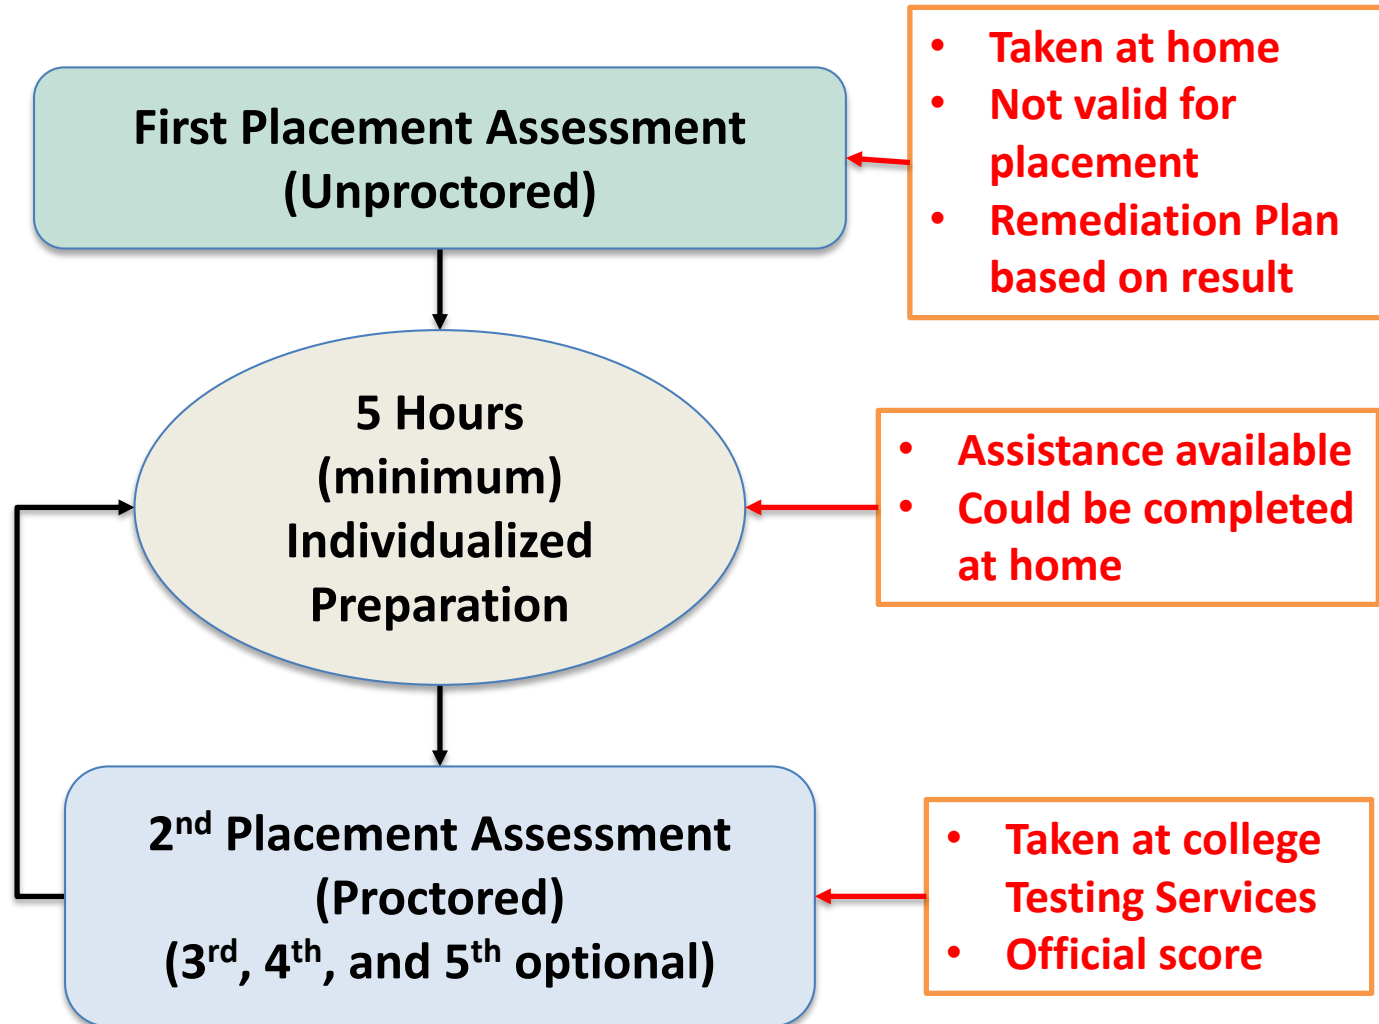 First Placement Assessment
(Unproctored)
• Taken at home
• Not valid for
placement
• Remediation Plan
based on result
5 Hours
(minimum)
Individualized
Preparation
• Assistance available
• Could be completed
at home
2nd Placement Assessment
(Proctored)
(3rd, 4th, and 5th optional)
• Taken at college
Testing Services
• Official score